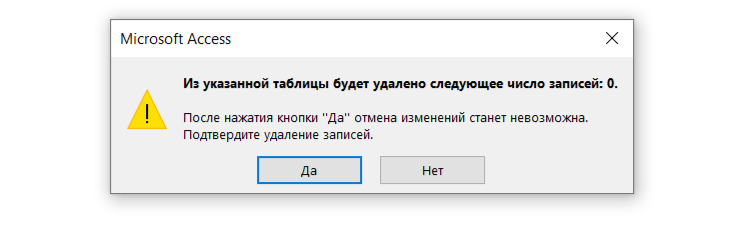 Microsoft Access
Из указанной таблицы будет удалено следующее число записей: 0.
После нажатия кнопки "Да" отмена изменений станет невозможна.
Подтвердите удаление записей.
Да
Нет